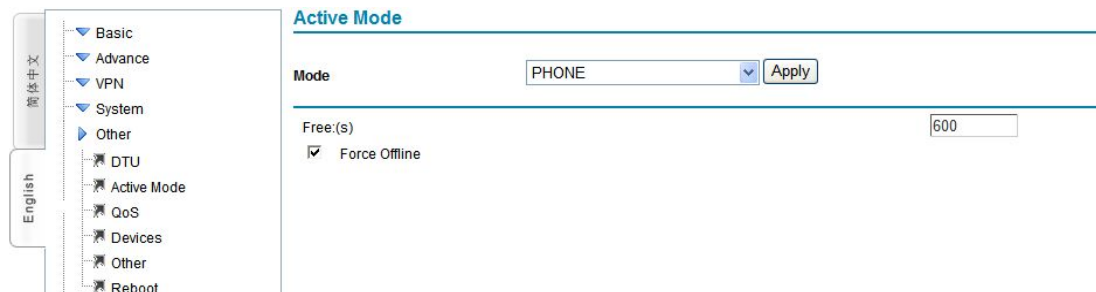 简体中文
English
Basic
Advance
VPN
System
Other
DTU
Active Mode
QoS
Devices
Other
Reboot
Active Mode
Mode PHONE Apply
Free:(s) 600
Force Offline